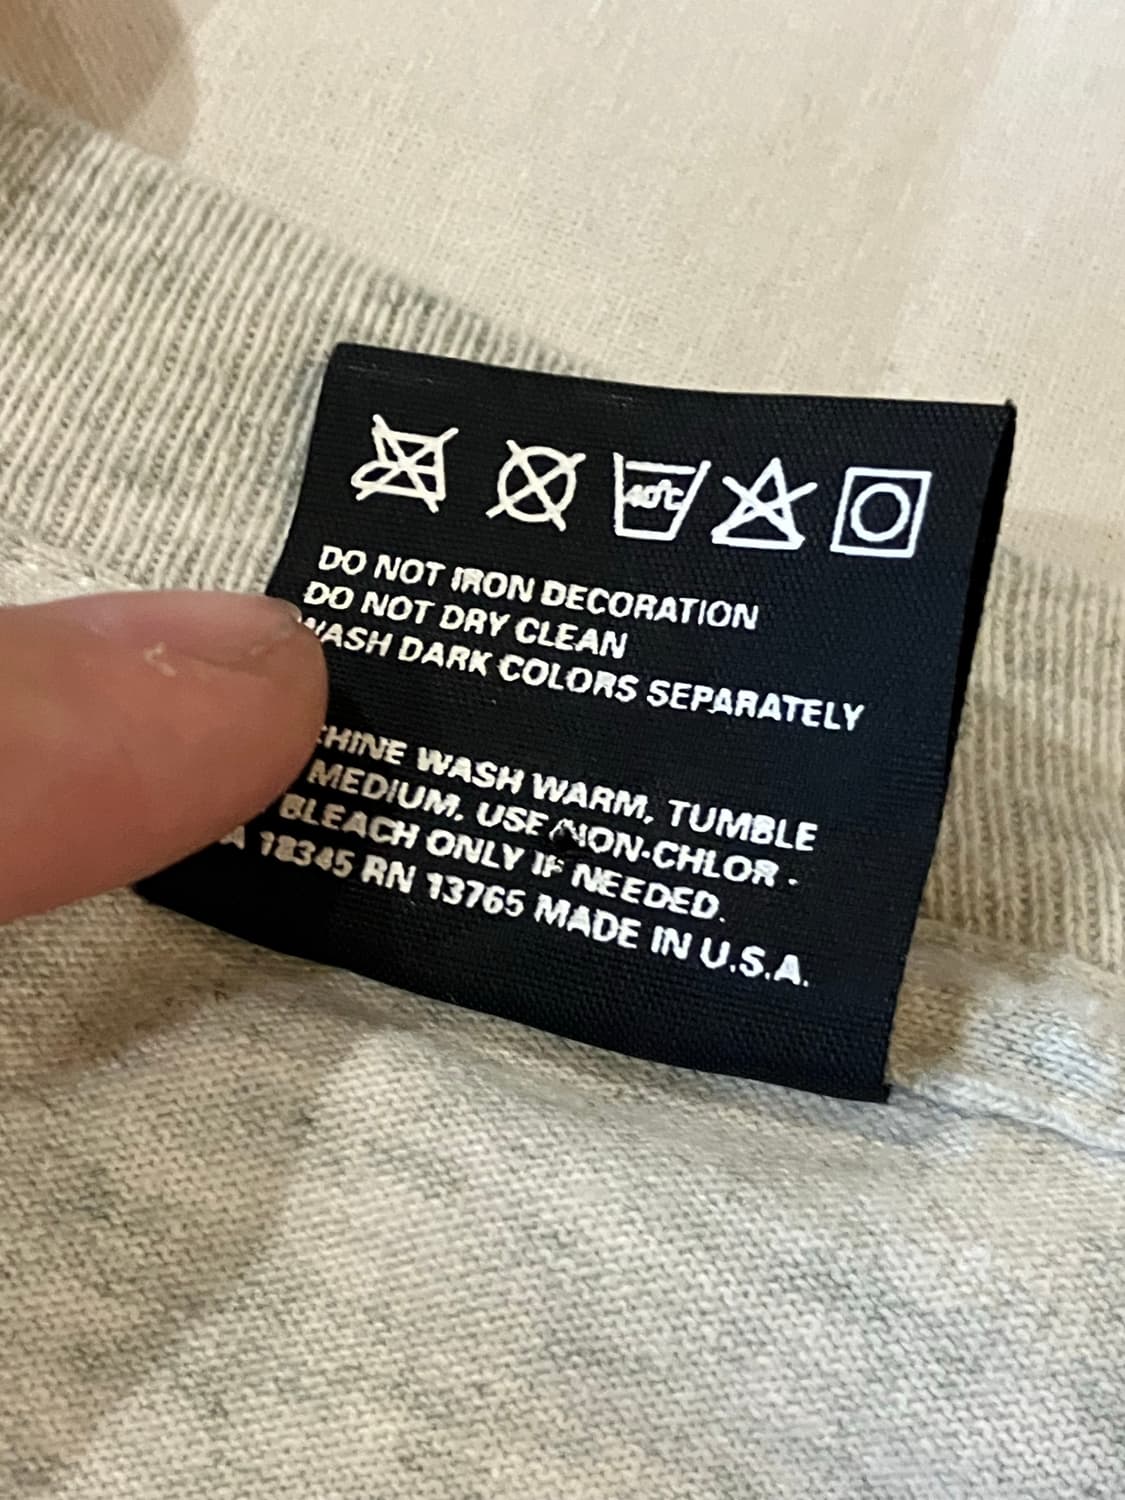 40°C
DO NOT IRON DECORATION
DO NOT DRY CLEAN
WASH DARK COLORS SEPARATELY
CHINE WASH WARM, TUMBLE
MEDIUM, USE NON-CHLOR -
BLEACH ONLY IF NEEDED.
A 18345 RN 13765 MADE IN U.S.A.